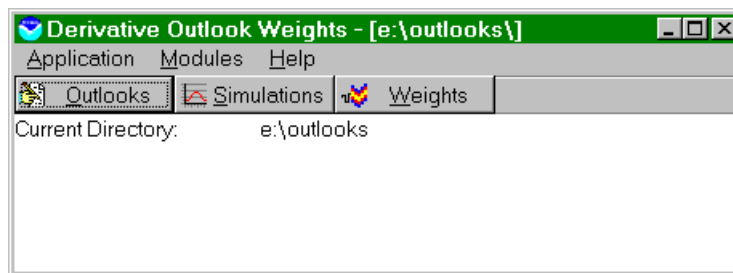 Derivative Outlook Weights - [e:\outlooks\]
Application Modules Help
Outlooks Simulations Weights
Current Directory: e:\outlooks